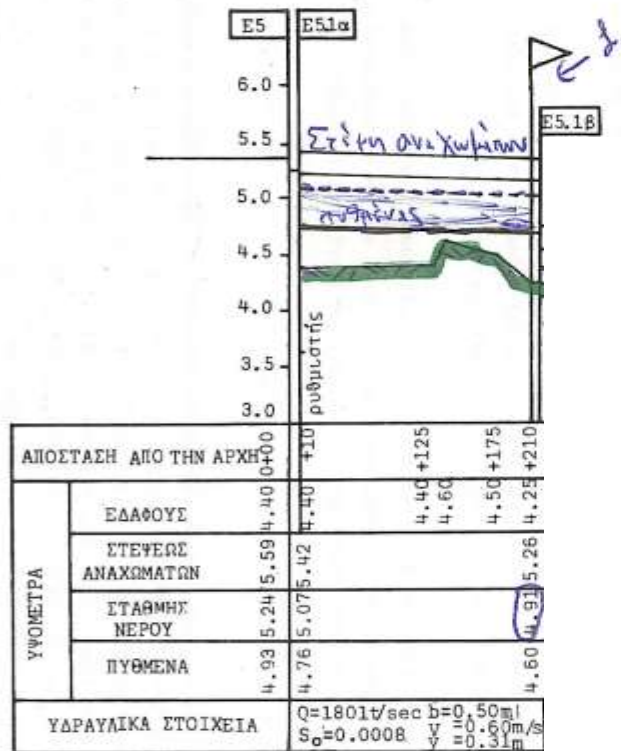 E5
E5.1α
E5.1β
6.0
5.5
5.0
4.5
4.0
3.5
3.0
Στέψη αναχωμάτων
πυθμένας
ρυθμιστής
ΑΠΟΣΤΑΣΗ ΑΠΟ ΤΗΝ ΑΡΧΗ 0+00 +10 +125 +175 +210
ΥΨΟΜΕΤΡΑ
ΕΔΑΦΟΥΣ 4.40 4.40 4.40 4.60 4.50 4.25
ΣΤΕΨΕΩΣ ΑΝΑΧΩΜΑΤΩΝ 5.59 5.42 5.26
ΣΤΑΘΜΗΣ ΝΕΡΟΥ 5.24 5.07 4.91
ΠΥΘΜΕΝΑ 4.93 4.76 4.60
ΥΔΡΑΥΛΙΚΑ ΣΤΟΙΧΕΙΑ
Q=180lt/sec b=0.50m
So=0.0008 v=0.60m/s
y=0.31m